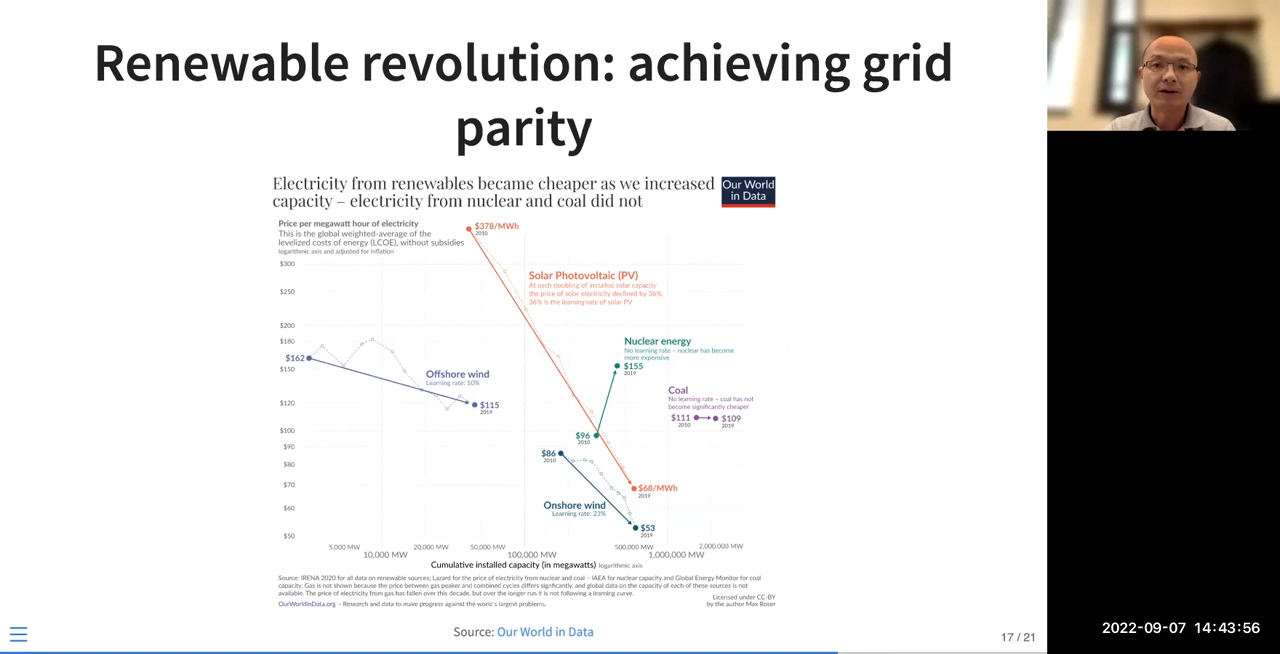 Renewable revolution: achieving grid
parity
Electricity from renewables became cheaper as we increased
capacity – electricity from nuclear and coal did not
Our World
in Data
Price per megawatt hour of electricity
This is the global weighted-average of the
levelized costs of energy (LCOE), without subsidies
logarithmic axis and adjusted for inflation
$378/MWh
2010
$300
$250
$200
$180
$150
$120
$100
$90
$80
$70
$60
$50
Solar Photovoltaic (PV)
At each doubling of installed solar capacity
the price of solar electricity declined by 36%.
36% is the learning rate of solar PV
Nuclear energy
No learning rate – nuclear has become
more expensive
$155
2019
$162
Offshore wind
Learning rate: 10%
$115
2019
Coal
No learning rate – coal has not
become significantly cheaper
$111
2010
$109
2019
$96
2010
$86
2010
$68/MWh
2019
Onshore wind
Learning rate: 23%
$53
2019
5,000 MW
10,000 MW
20,000 MW
50,000 MW
100,000 MW
500,000 MW
1,000,000 MW
2,000,000 MW
Cumulative installed capacity (in megawatts) logarithmic axis
Source: IRENA 2020 for all data on renewable sources; Lazard for the price of electricity from nuclear and coal – IAEA for nuclear capacity and Global Energy Monitor for coal
capacity. Gas is not shown because the price between gas peaker and combined cycles differs significantly, and global data on the capacity of each of these sources is not
available. The price of electricity from gas has fallen over this decade, but over the longer run it is not following a learning curve.
OurWorldinData.org – Research and data to make progress against the world's largest problems.
Licensed under CC-BY
by the author Max Roser
Source: Our World in Data
17 / 21
2022-09-07 14:43:56